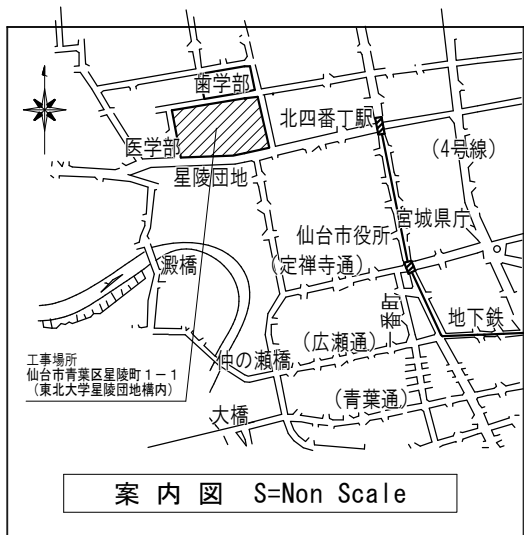 歯学部
北四番丁駅
医学部
(4号線)
星陵団地
宮城県庁
仙台市役所
澱橋
(定禅寺通)
一番町
地下鉄
(広瀬通)
仲の瀬橋
工事場所
仙台市青葉区星陵町1-1
(東北大学星陵団地構内)
(青葉通)
大橋
案内図 S=Non Scale